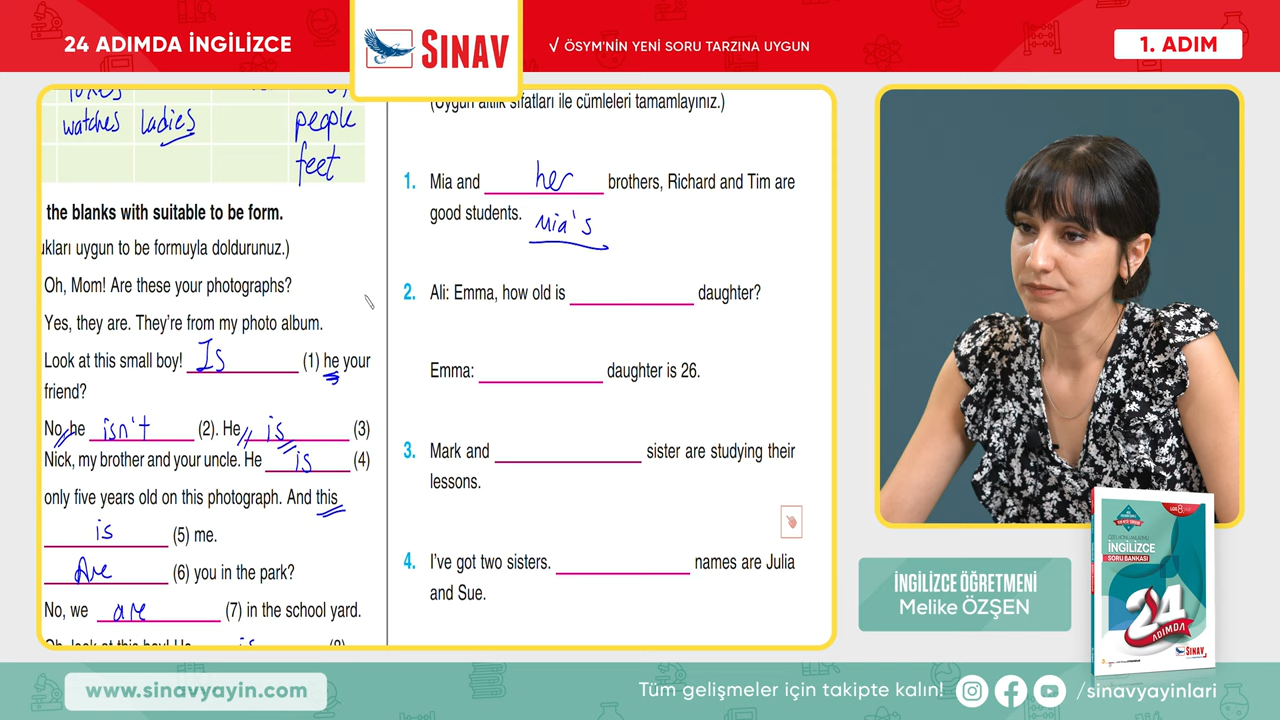 24 ADIMDA İNGİLİZCE
SINAV
√ ÖSYM'NİN YENİ SORU TARZINA UYGUN
1. ADIM
watches ladies people
feet
the blanks with suitable to be form.
ukları uygun to be formuyla doldurunuz.)
Oh, Mom! Are these your photographs?
Yes, they are. They're from my photo album.
Look at this small boy! Is (1) he your
friend?
No, he isn't (2). He is (3)
Nick, my brother and your uncle. He is (4)
only five years old on this photograph. And this
is (5) me.
Are (6) you in the park?
No, we are (7) in the school yard.
(Uygun iyelik sıfatları ile cümleleri tamamlayınız.)
1. Mia and her brothers, Richard and Tim are
good students. Mia's
2. Ali: Emma, how old is ____ daughter?
Emma: ____ daughter is 26.
3. Mark and ____ sister are studying their
lessons.
4. I've got two sisters. ____ names are Julia
and Sue.
İNGİLİZCE ÖĞRETMENİ
Melike ÖZŞEN
İNGİLİZCE
SORU BANKASI
24
ADIMDA
SINAV
www.sinavyayin.com
Tüm gelişmeler için takipte kalın! /sinavyayinlari